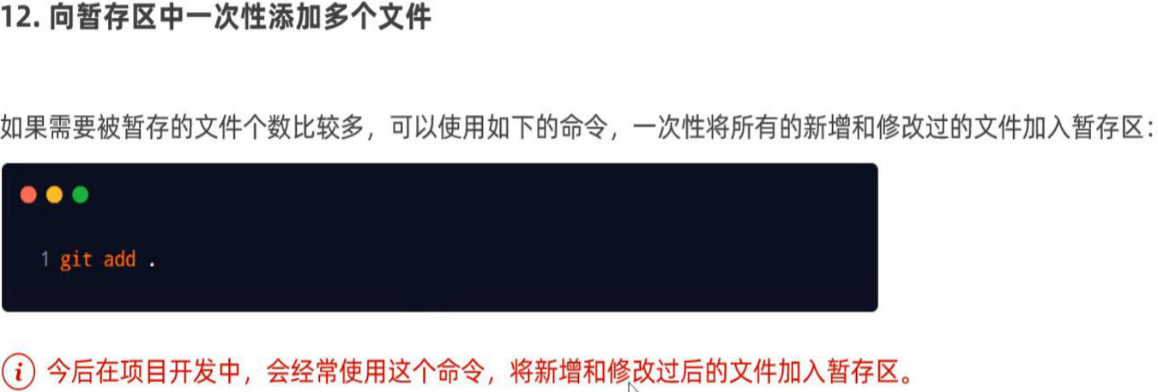 12. 向暂存区中一次性添加多个文件
如果需要被暂存的文件个数比较多，可以使用如下的命令，一次性将所有的新增和修改过的文件加入暂存区：
1 git add .
i 今后在项目开发中，会经常使用这个命令，将新增和修改过后的文件加入暂存区。